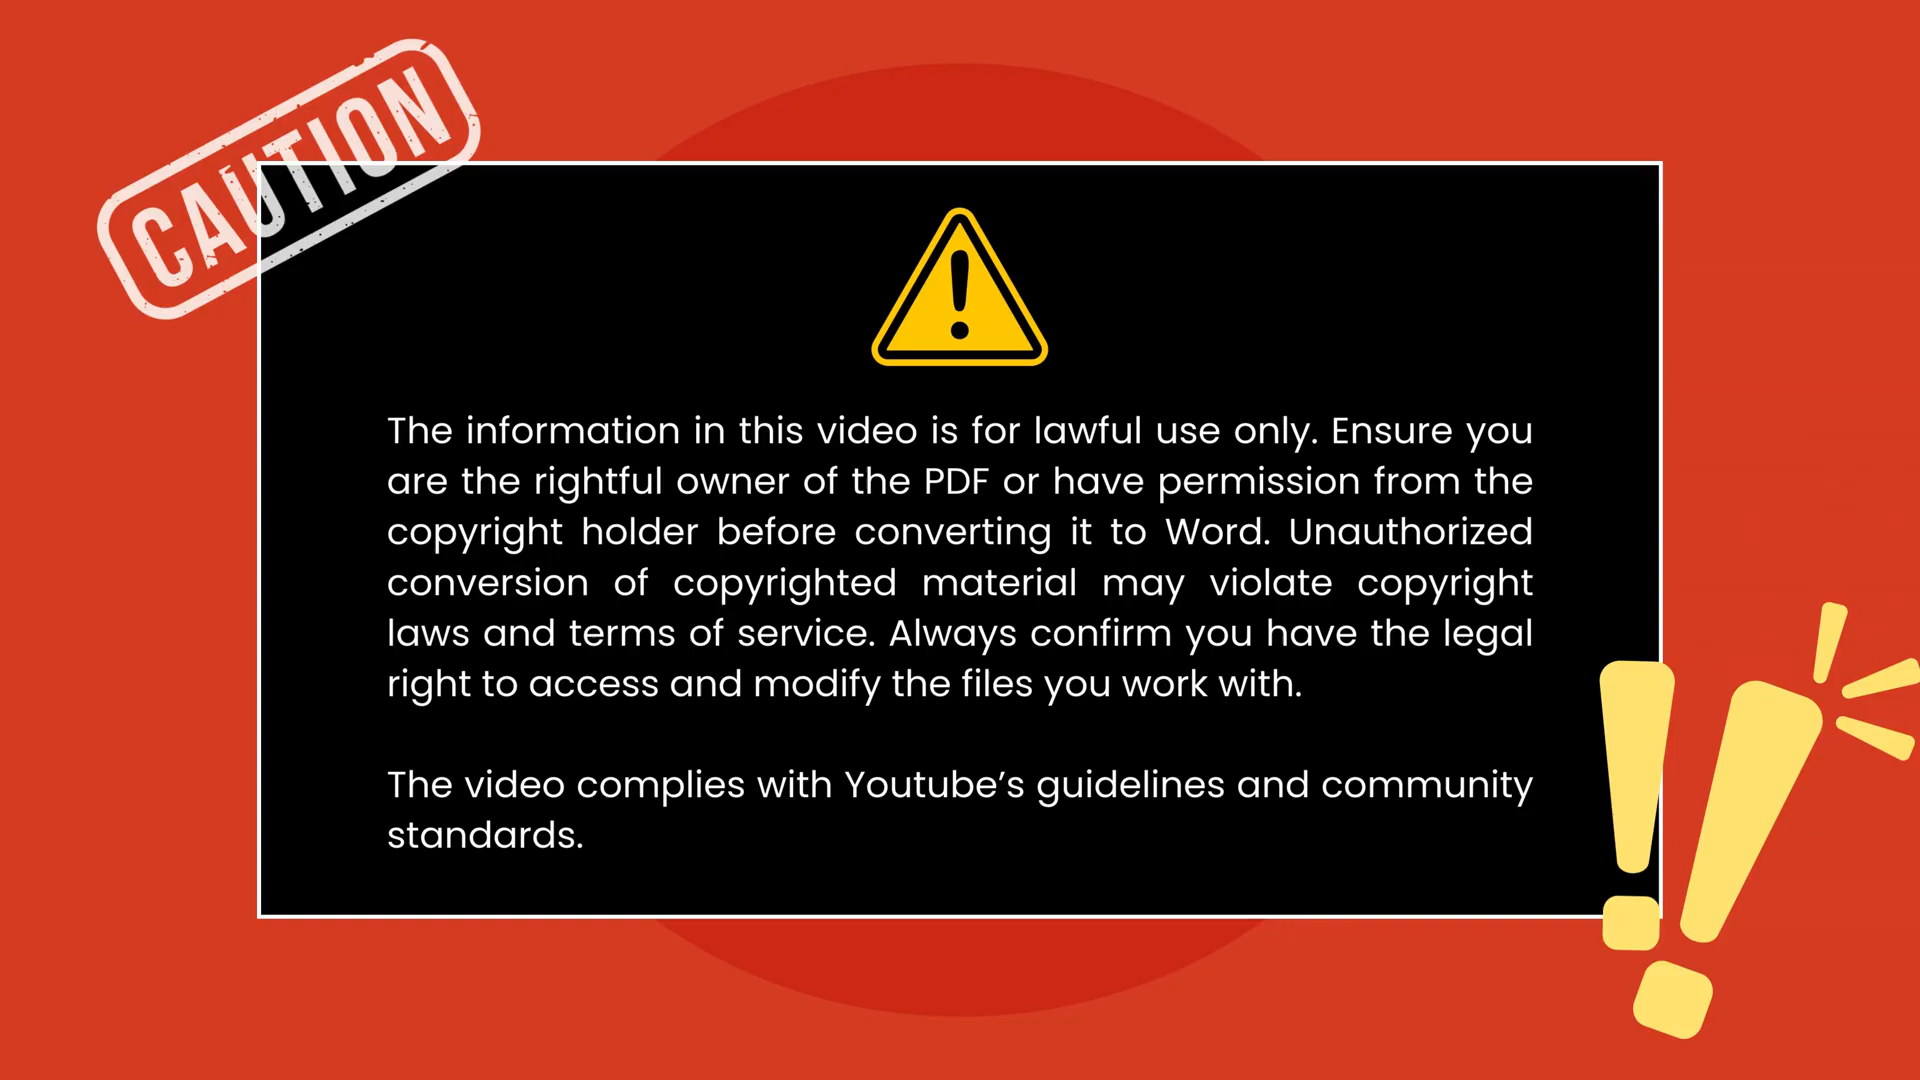 CAUTION
The information in this video is for lawful use only. Ensure you
are the rightful owner of the PDF or have permission from the
copyright holder before converting it to Word. Unauthorized
conversion of copyrighted material may violate copyright
laws and terms of service. Always confirm you have the legal
right to access and modify the files you work with.
The video complies with Youtube’s guidelines and community
standards.